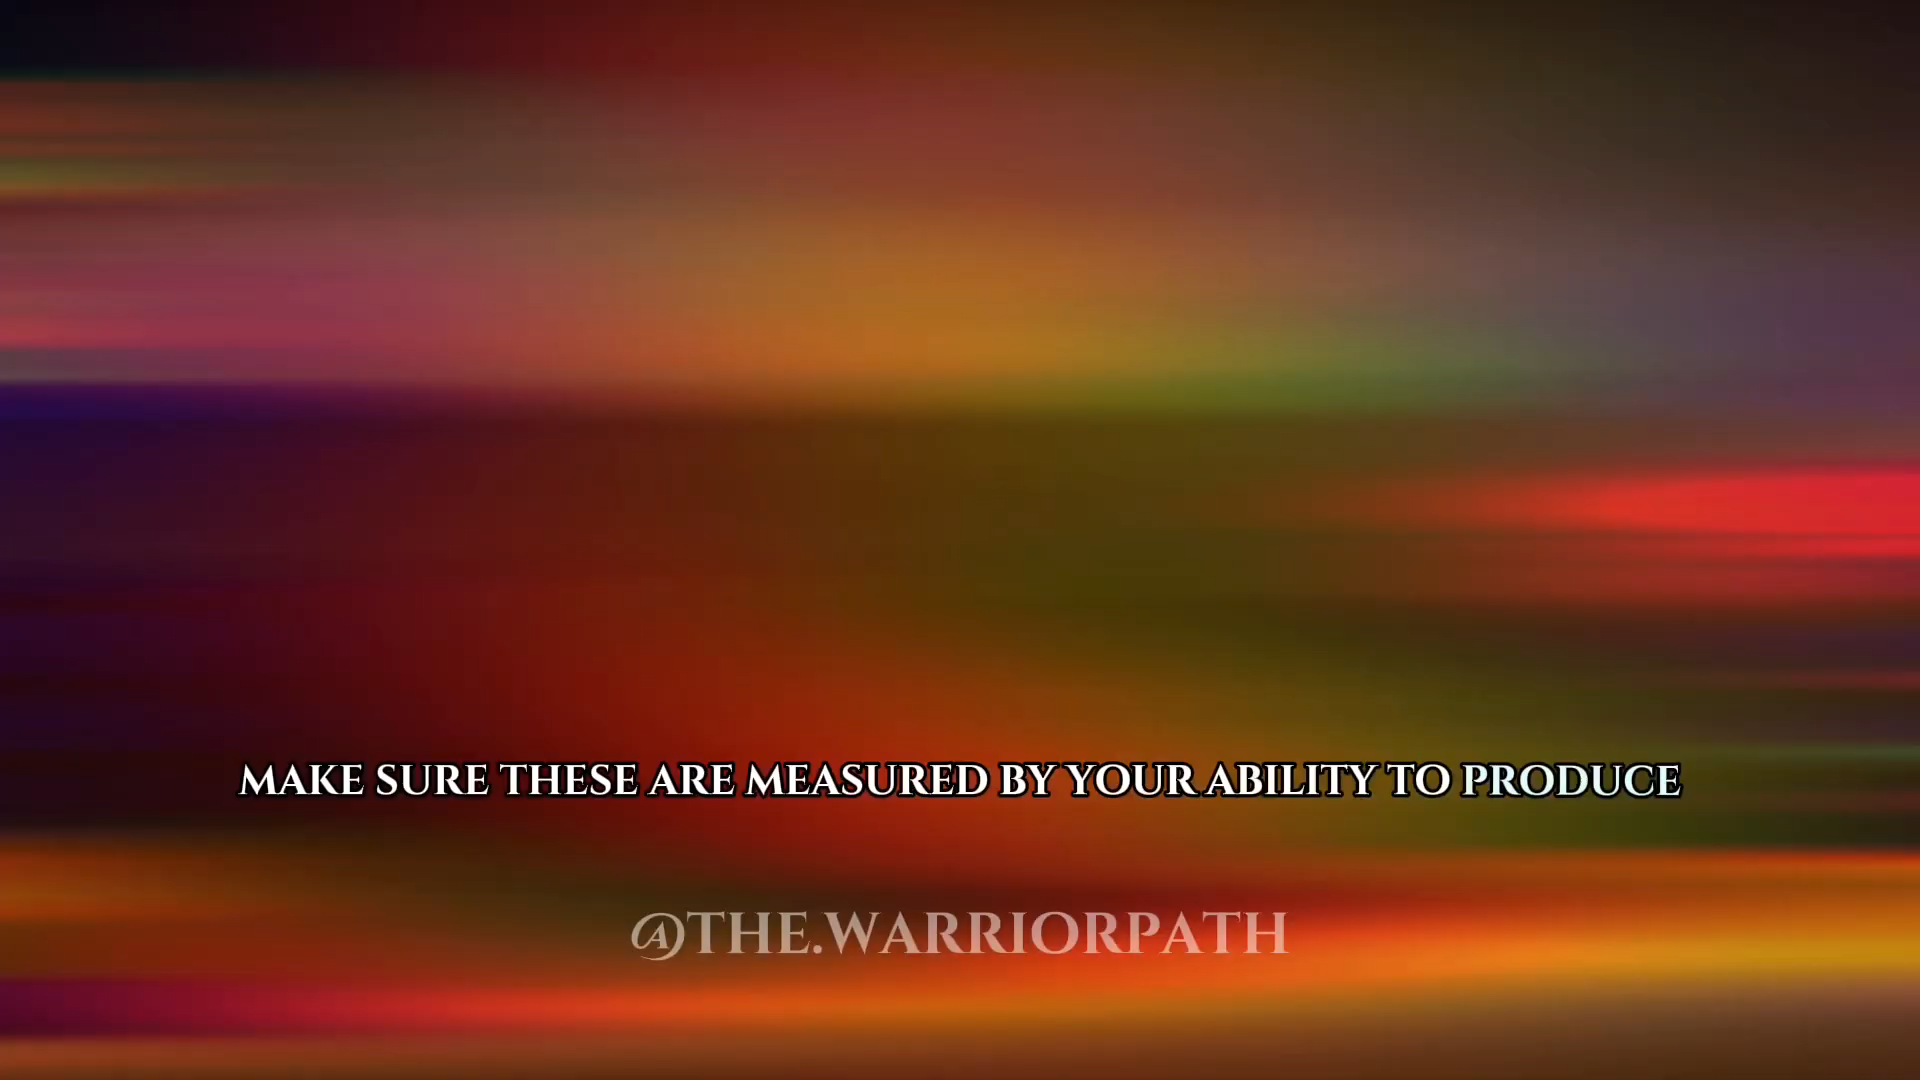 MAKE SURE THESE ARE MEASURED BY YOUR ABILITY TO PRODUCE
@THE.WARRIORPATH